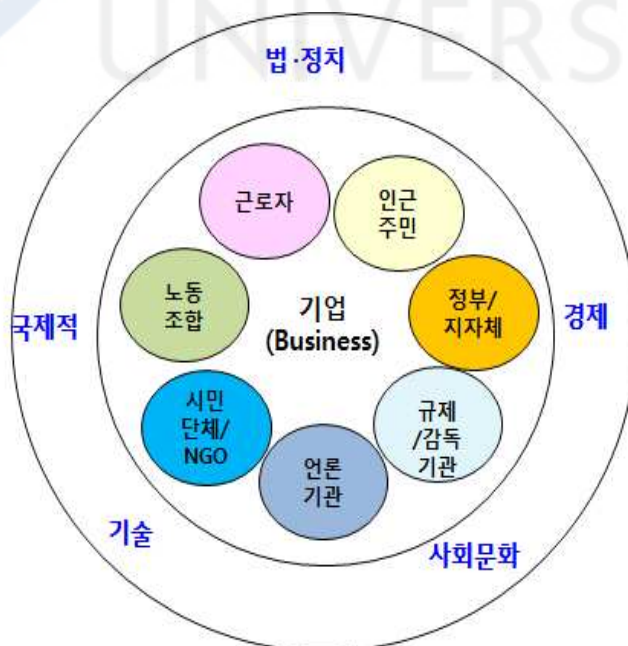 UNIVERS
법·정치
근로자
인근
주민
노동
조합
기업
(Business)
정부/
지자체
국제적
경제
시민
단체/
NGO
규제
/감독
기관
언론
기관
기술
사회문화